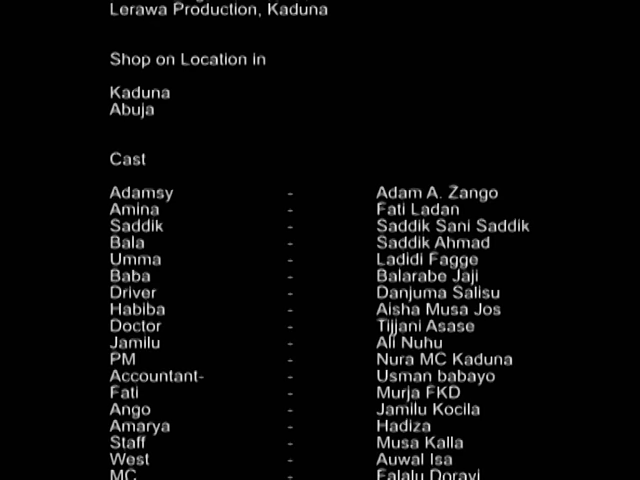 Lerawa Production, Kaduna
Shop on Location in
Kaduna
Abuja
Cast
Adamsy - Adam A. Zango
Amina - Fati Ladan
Saddik - Saddik Sani Saddik
Bala - Saddik Ahmad
Umma - Ladidi Fagge
Baba - Balarabe Jaji
Driver - Danjuma Salisu
Habiba - Aisha Musa Jos
Doctor - Tijjani Asase
Jamilu - Ali Nuhu
PM - Nura MC Kaduna
Accountant- - Usman babayo
Fati - Murja FKD
Ango - Jamilu Kocila
Amarya - Hadiza
Staff - Musa Kalla
West - Auwal Isa
MC - Falalu Dorayi